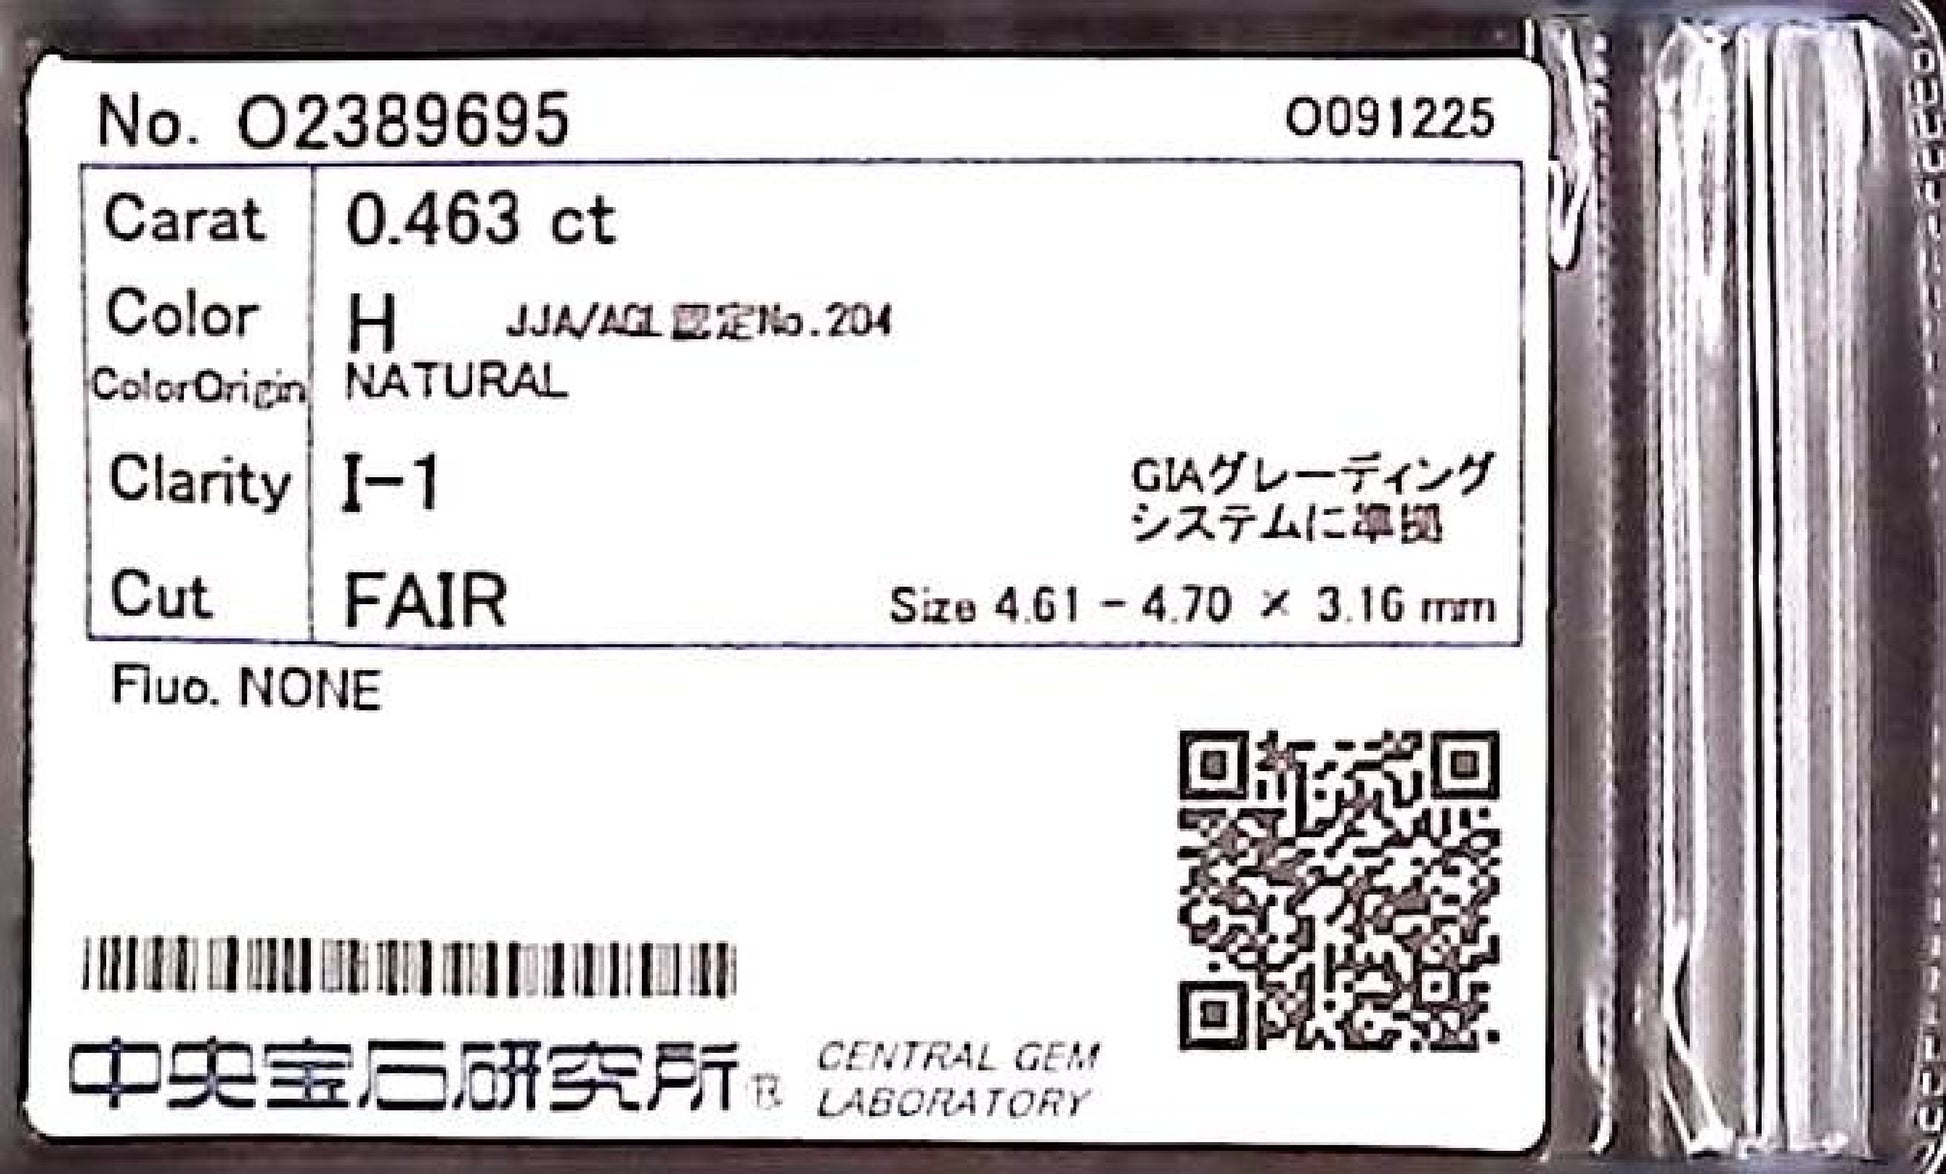 No. O2389695 O091225
Carat 0.463 ct
Color H JJA/AGL認定No.204
ColorOrigin NATURAL
Clarity I-1
GIAグレーディング
システムに準拠
Cut FAIR Size 4.61 - 4.70 × 3.16 mm
Fluo. NONE
中央宝石研究所
CENTRAL GEM
LABORATORY